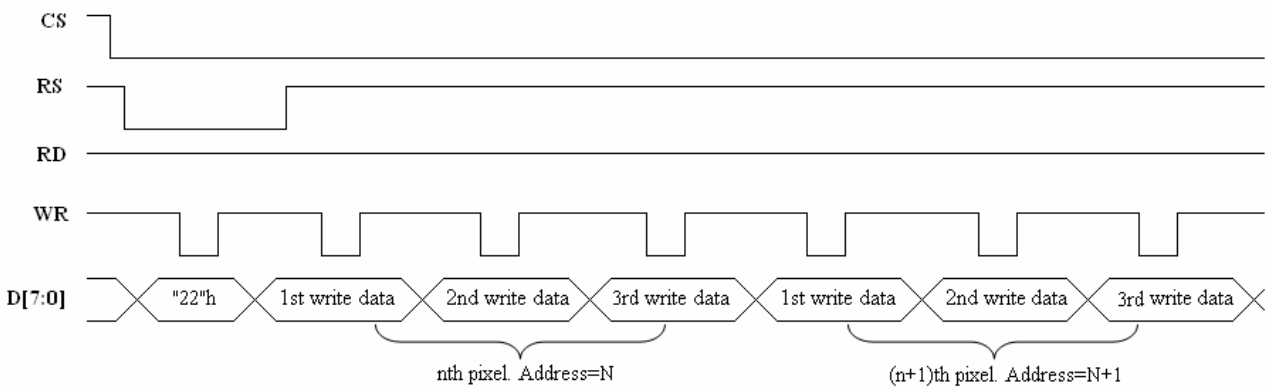 CS
RS
RD
WR
D[7:0] "22"h 1st write data 2nd write data 3rd write data 1st write data 2nd write data 3rd write data
nth pixel. Address=N (n+1)th pixel. Address=N+1